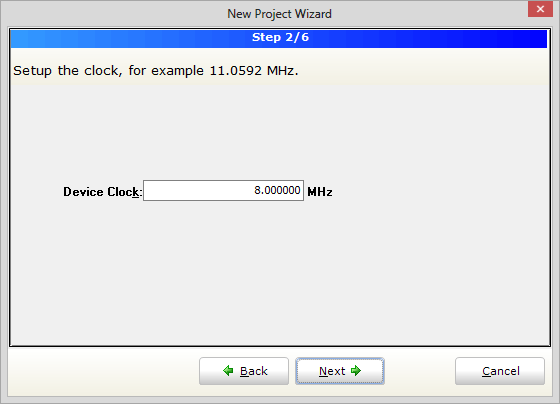 New Project Wizard
Step 2/6
Setup the clock, for example 11.0592 MHz.
Device Clock: 8.000000 MHz
Back Next Cancel